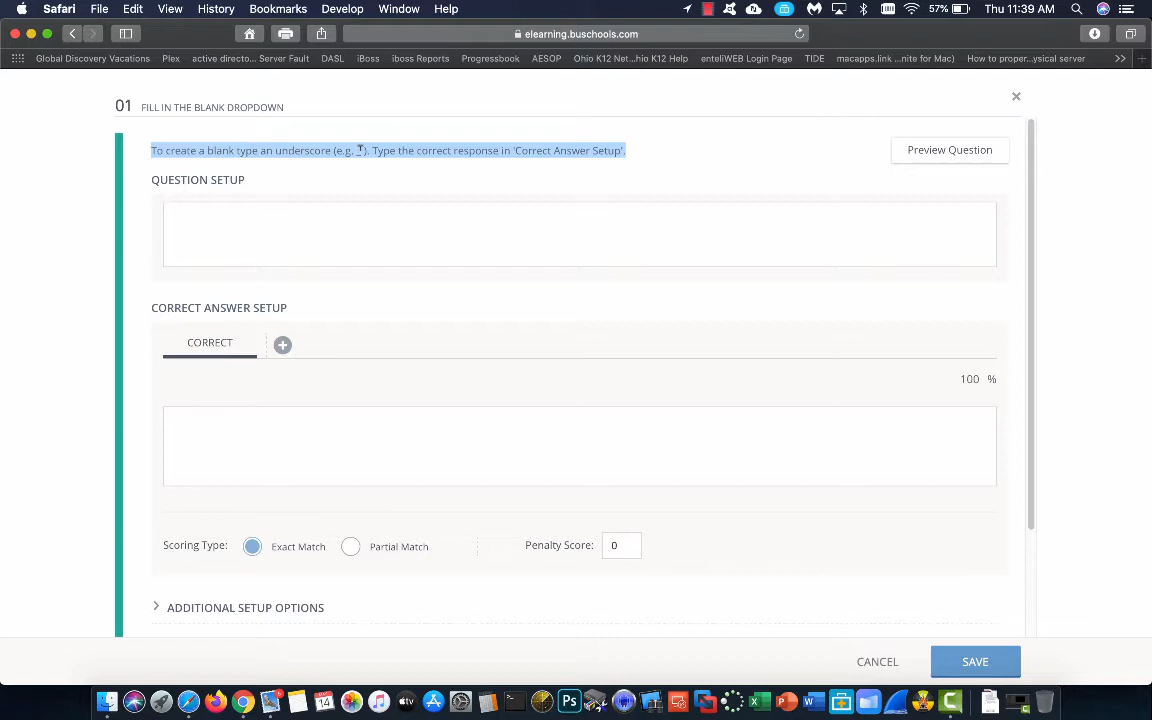 Safari File Edit View History Bookmarks Develop Window Help 57% Thu 11:39 AM
elearning.buschools.com
Global Discovery Vacations Plex active directo... Server Fault DASL iBoss iboss Reports Progressbook AESOP Ohio K12 Net...hio K12 Help enteliWEB Login Page TIDE macapps.link ...nite for Mac) How to proper...ysical server
01 FILL IN THE BLANK DROPDOWN
To create a blank type an underscore (e.g. _). Type the correct response in 'Correct Answer Setup'.
Preview Question
QUESTION SETUP
CORRECT ANSWER SETUP
CORRECT
100 %
Scoring Type: Exact Match Partial Match Penalty Score: 0
ADDITIONAL SETUP OPTIONS
CANCEL SAVE